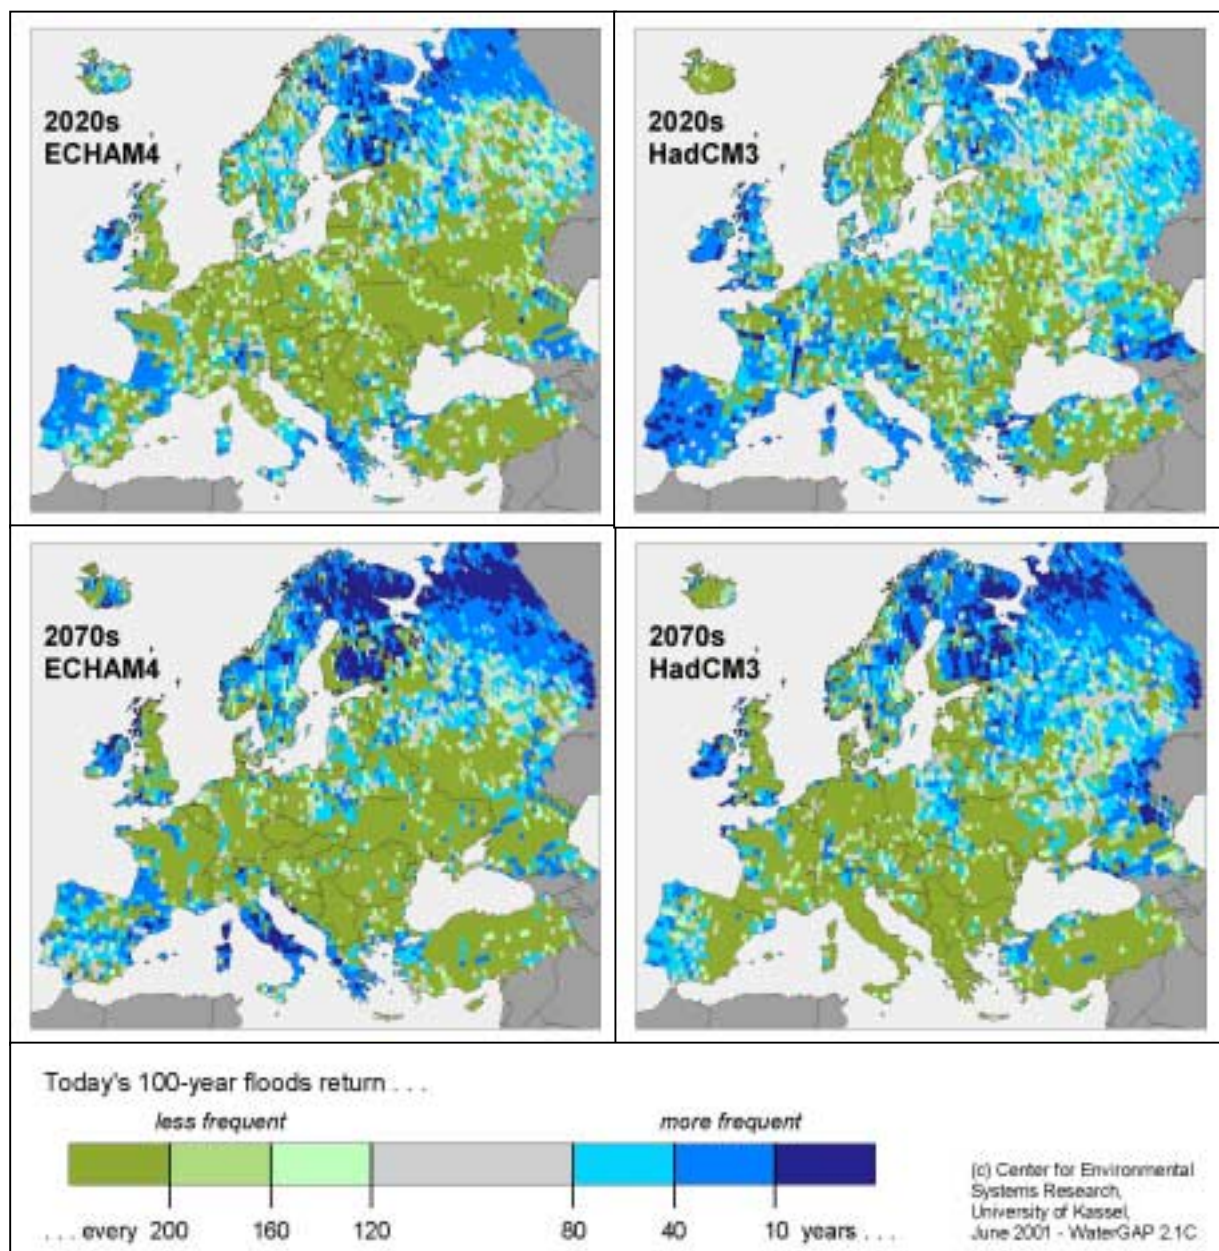 2020s
ECHAM4
2020s
HadCM3
2070s
ECHAM4
2070s
HadCM3
Today's 100-year floods return . . .
less frequent
more frequent
. . . every 200 160 120 80 40 10 years . . .
(c) Center for Environmental
Systems Research,
University of Kassel,
June 2001 - WaterGAP 2.1C